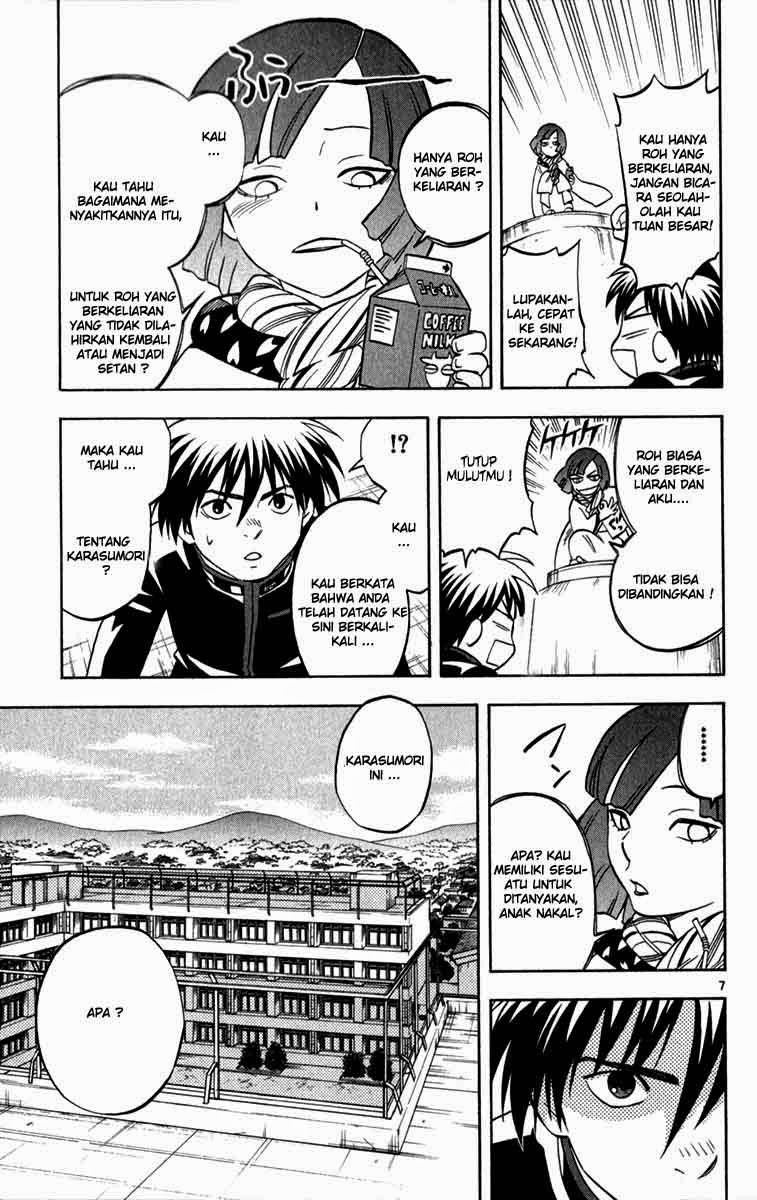 KAU HANYA
ROH YANG
BERKELIARAN,
JANGAN BICA-
RA SEOLAH-
OLAH KAU
TUAN BESAR!
LUPAKAN-
LAH, CEPAT
KE SINI
SEKARANG!
ふぅー
HANYA ROH
YANG BER-
KELIARAN ?
KAU
...
KAU TAHU
BAGAIMANA ME-
NYAKITKANNYA ITU,
UNTUK ROH YANG
BERKELIARAN
YANG TIDAK DILA-
HIRKAN KEMBALI
ATAU MENJADI
SETAN ?
COFFEE
MILK
ROH BIASA
YANG BERKE-
LIARAN DAN
AKU....
TIDAK BISA
DIBANDINGKAN !
TUTUP
MULUTMU !
!?
KAU
...
KAU BERKATA
BAHWA ANDA
TELAH DATANG KE
SINI BERKALI-
KALI ...
MAKA KAU
TAHU ...
TENTANG
KARASUMORI
?
........
APA? KAU
MEMILIKI SESU-
ATU UNTUK
DITANYAKAN,
ANAK NAKAL?
7
KARASUMORI
INI ...
APA ?